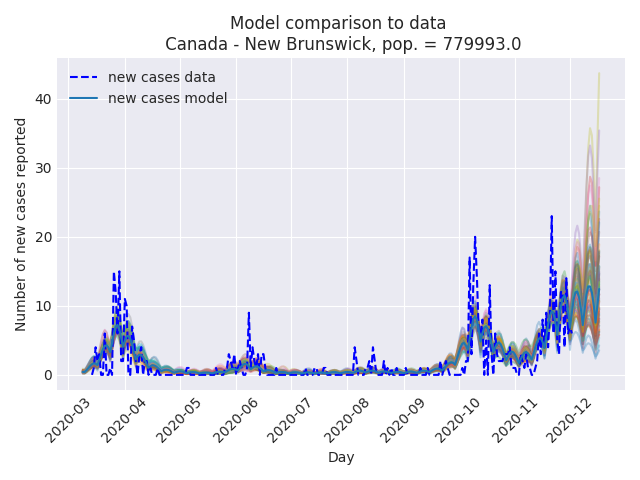 Model comparison to data
Canada - New Brunswick, pop. = 779993.0
new cases data
new cases model
Number of new cases reported
40
30
20
10
0
2020-03
2020-04
2020-05
2020-06
2020-07
2020-08
2020-09
2020-10
2020-11
2020-12
Day